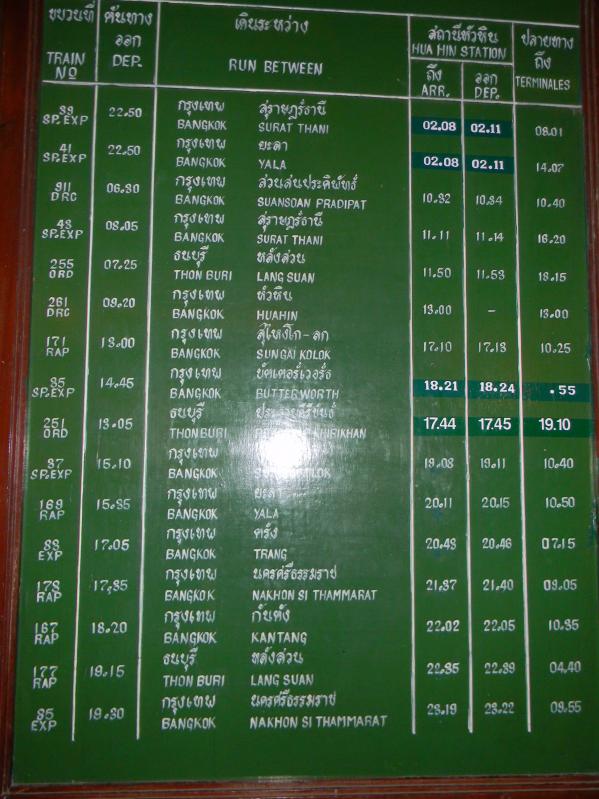 ขบวนที่ ต้นทาง เดินระหว่าง สถานีหัวหิน ปลายทาง
ออก HUA HIN STATION ถึง
TRAIN DEP. RUN BETWEEN ถึง ออก TERMINALES
NO ARR. DEP.
39 22.50 กรุงเทพ สุราษฎร์ธานี
SP.EXP BANGKOK SURAT THANI 02.08 02.11 08.01
41 22.50 กรุงเทพ ยะลา
SP.EXP BANGKOK YALA 02.08 02.11 14.07
911 06.30 กรุงเทพ ส่วนสนประดิพัทธ์
DRC BANGKOK SUANSOAN PRADIPAT 10.32 10.34 10.40
43 08.05 กรุงเทพ สุราษฎร์ธานี
SP.EXP BANGKOK SURAT THANI 11.11 11.14 16.20
255 07.25 ธนบุรี หลังสวน
ORD THON BURI LANG SUAN 11.50 11.53 18.15
261 09.20 กรุงเทพ หัวหิน
DRC BANGKOK HUAHIN 13.00 - 13.00
171 13.00 กรุงเทพ สุไหงโก-ลก
RAP BANGKOK SUNGAI KOLOK 17.10 17.13 10.25
35 14.45 กรุงเทพ บัตเตอร์เวอร์ธ
SP.EXP BANGKOK BUTTERWORTH 18.21 18.24 .55
251 13.05 ธนบุรี ประจวบคีรีขันธ์
ORD THONBURI KHIRIKHAN 17.44 17.45 19.10
37 15.10 กรุงเทพ
SP.EXP BANGKOK 19.08 19.11 10.40
169 15.35 กรุงเทพ ยะลา
RAP BANGKOK YALA 20.11 20.15 10.50
83 17.05 กรุงเทพ ตรัง
EXP BANGKOK TRANG 20.43 20.46 07.15
173 17.35 กรุงเทพ นครศรีธรรมราช
RAP BANGKOK NAKHON SI THAMMARAT 21.37 21.40 09.05
167 18.20 กรุงเทพ กันตัง
RAP BANGKOK KANTANG 22.02 22.05 10.35
177 19.15 ธนบุรี หลังสวน
RAP THON BURI LANG SUAN 22.35 22.39 04.40
85 19.30 กรุงเทพ นครศรีธรรมราช
EXP BANGKOK NAKHON SI THAMMARAT 23.19 23.22 09.55